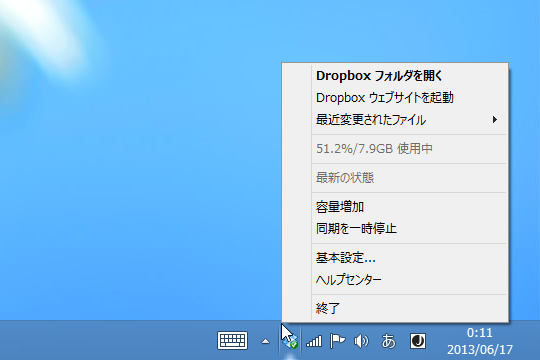 Dropbox フォルダを開く
Dropbox ウェブサイトを起動
最近変更されたファイル
51.2%/7.9GB 使用中
最新の状態
容量増加
同期を一時停止
基本設定...
ヘルプセンター
終了
あ
0:11
2013/06/17